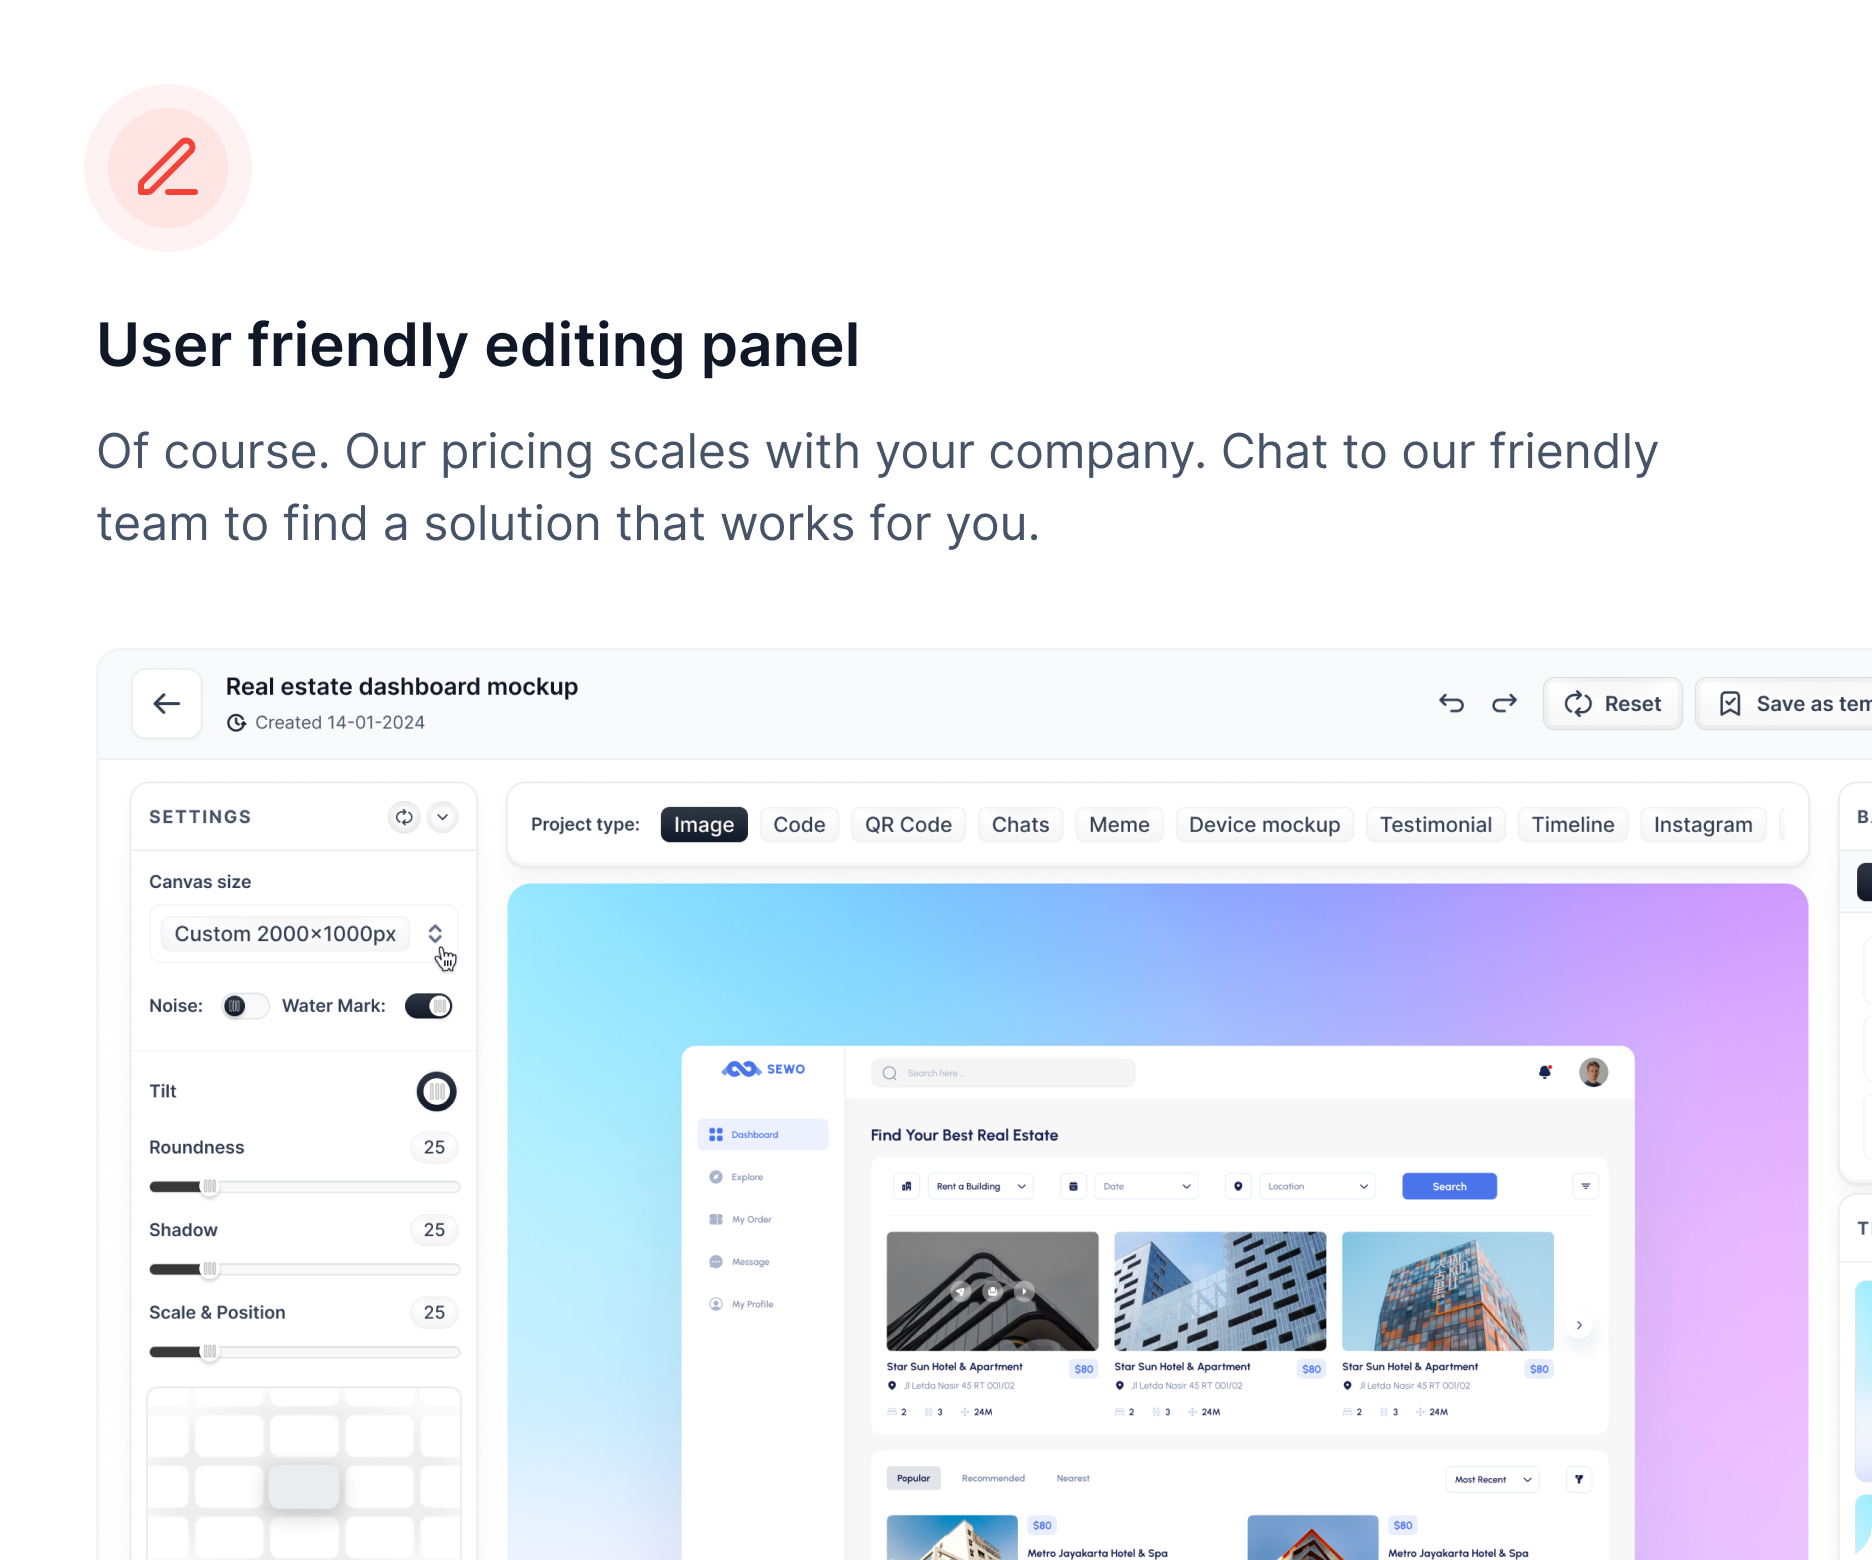 User friendly editing panel
Of course. Our pricing scales with your company. Chat to our friendly
team to find a solution that works for you.
Real estate dashboard mockup
Created 14-01-2024
Reset
Save as
SETTINGS
Project type: Image Code QR Code Chats Meme Device mockup Testimonial Timeline Instagram
Canvas size
Custom 2000×1000px
Noise: Water Mark:
Tilt
Roundness 25
Shadow 25
Scale & Position 25
SEWO
Search here ...
Dashboard
Explore
My Order
Message
My Profile
Find Your Best Real Estate
Rent a Building Date Location Search
Star Sun Hotel & Apartment $80
Jl Letda Nasir 45 RT 001/02
2 3 24M
Star Sun Hotel & Apartment $80
Jl Letda Nasir 45 RT 001/02
2 3 24M
Star Sun Hotel & Apartment $80
Jl Letda Nasir 45 RT 001/02
2 3 24M
Popular Recommended Nearest Most Recent
$80
Metro Jayakarta Hotel & Spa
$80
Metro Jayakarta Hotel & Spa